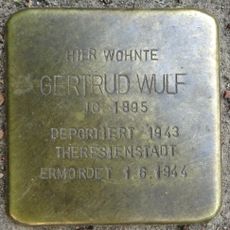 HIER WOHNTE
GERTRUD WULF
JG. 1895
DEPORTIERT 1943
THERESIENSTADT
ERMORDET 1.6.1944